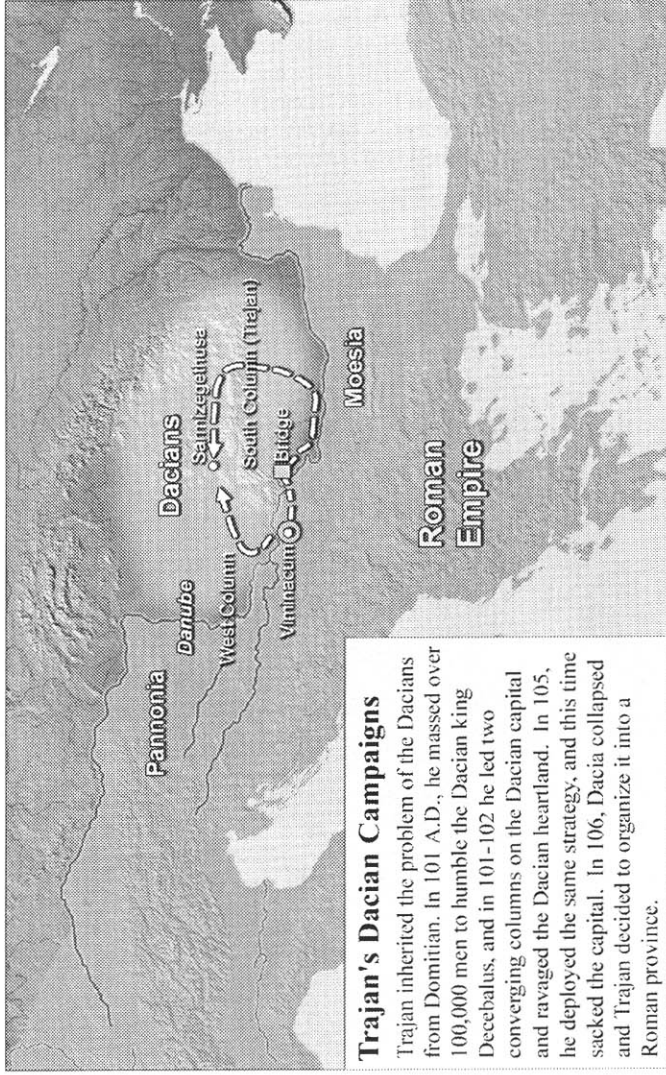 Dacians
Sarmizegethusa
South Column (Trajan)
Pannonia
Danube
West Column
Bridge
Viminacum
Moesia
Roman
Empire
Trajan's Dacian Campaigns
Trajan inherited the problem of the Dacians
from Domitian. In 101 A.D., he massed over
100,000 men to humble the Dacian king
Decebalus, and in 101-102 he led two
converging columns on the Dacian capital
and ravaged the Dacian heartland. In 105,
he deployed the same strategy, and this time
sacked the capital. In 106, Dacia collapsed
and Trajan decided to organize it into a
Roman province.